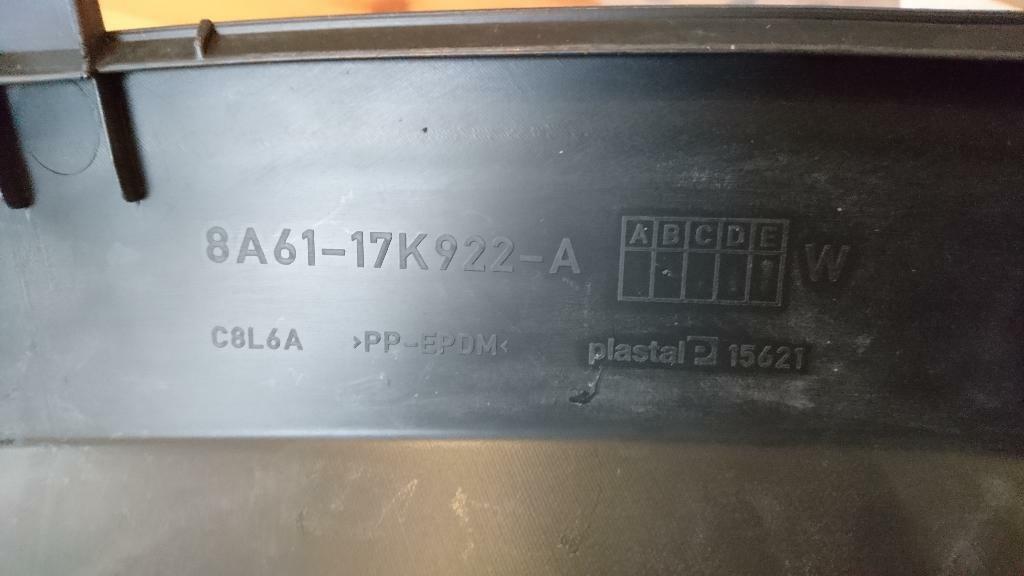 8A61-17K922-A
A B C D E
W
C8L6A >PP-EPDM<
plastal 15621